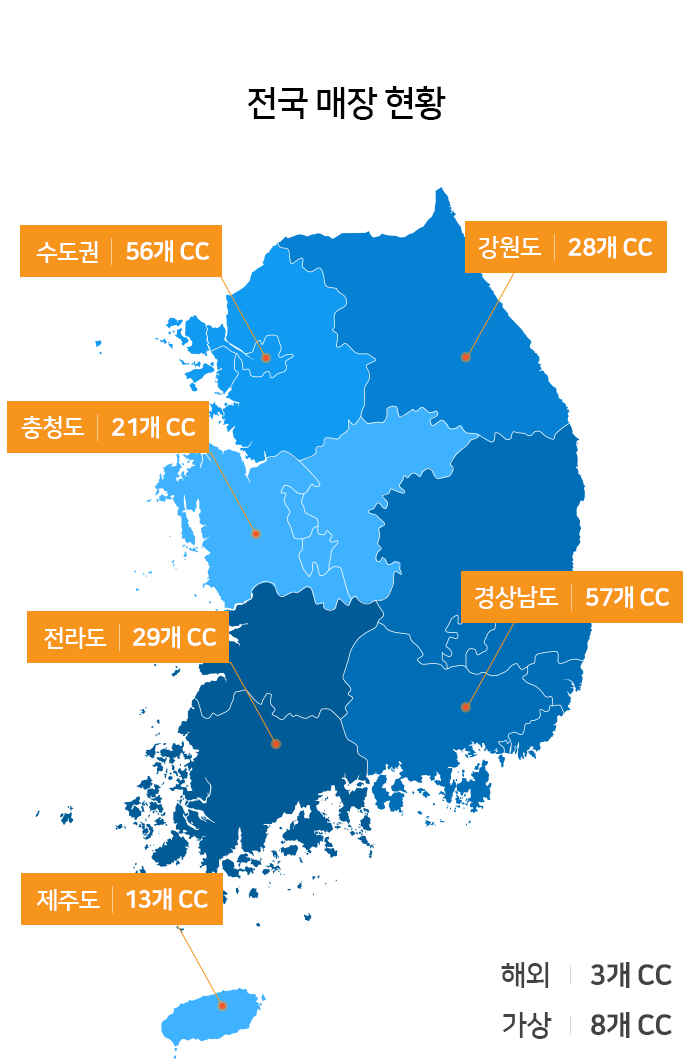 전국 매장 현황
수도권 56개 CC
강원도 28개 CC
충청도 21개 CC
경상남도 57개 CC
전라도 29개 CC
제주도 13개 CC
해외 3개 CC
가상 8개 CC